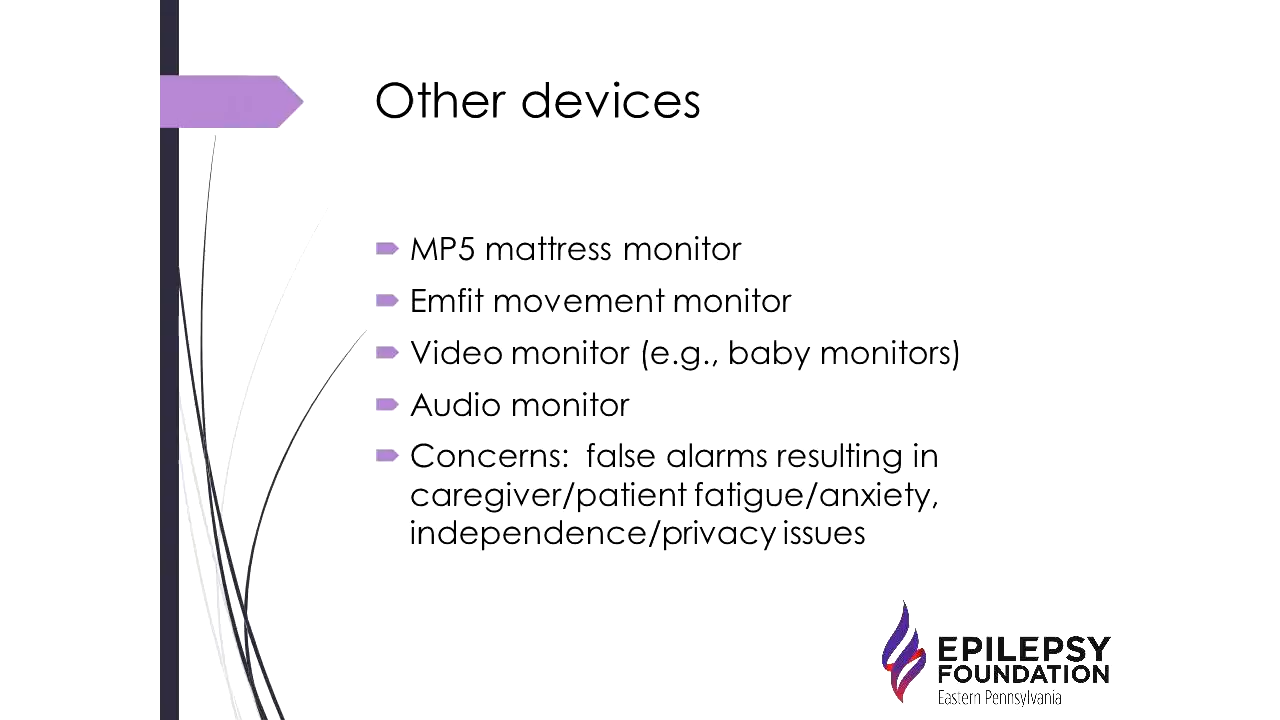 Other devices
MP5 mattress monitor
Emfit movement monitor
Video monitor (e.g., baby monitors)
Audio monitor
Concerns:  false alarms resulting in
caregiver/patient fatigue/anxiety,
independence/privacy issues
EPILEPSY
FOUNDATION
Eastern Pennsylvania